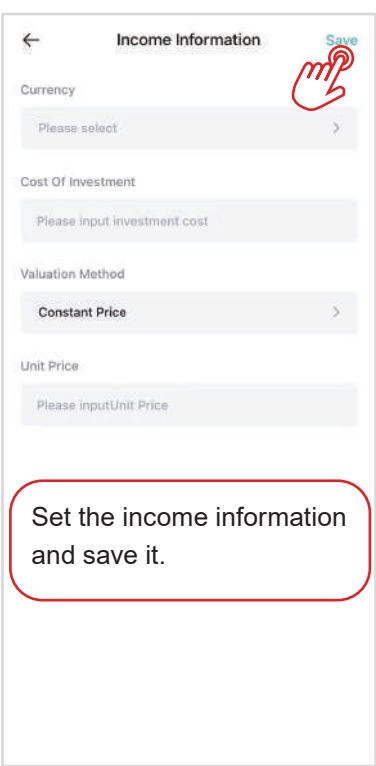 Income Information
Save
Currency
Please select
Cost Of Investment
Please input investment cost
Valuation Method
Constant Price
Unit Price
Please inputUnit Price
Set the income information
and save it.